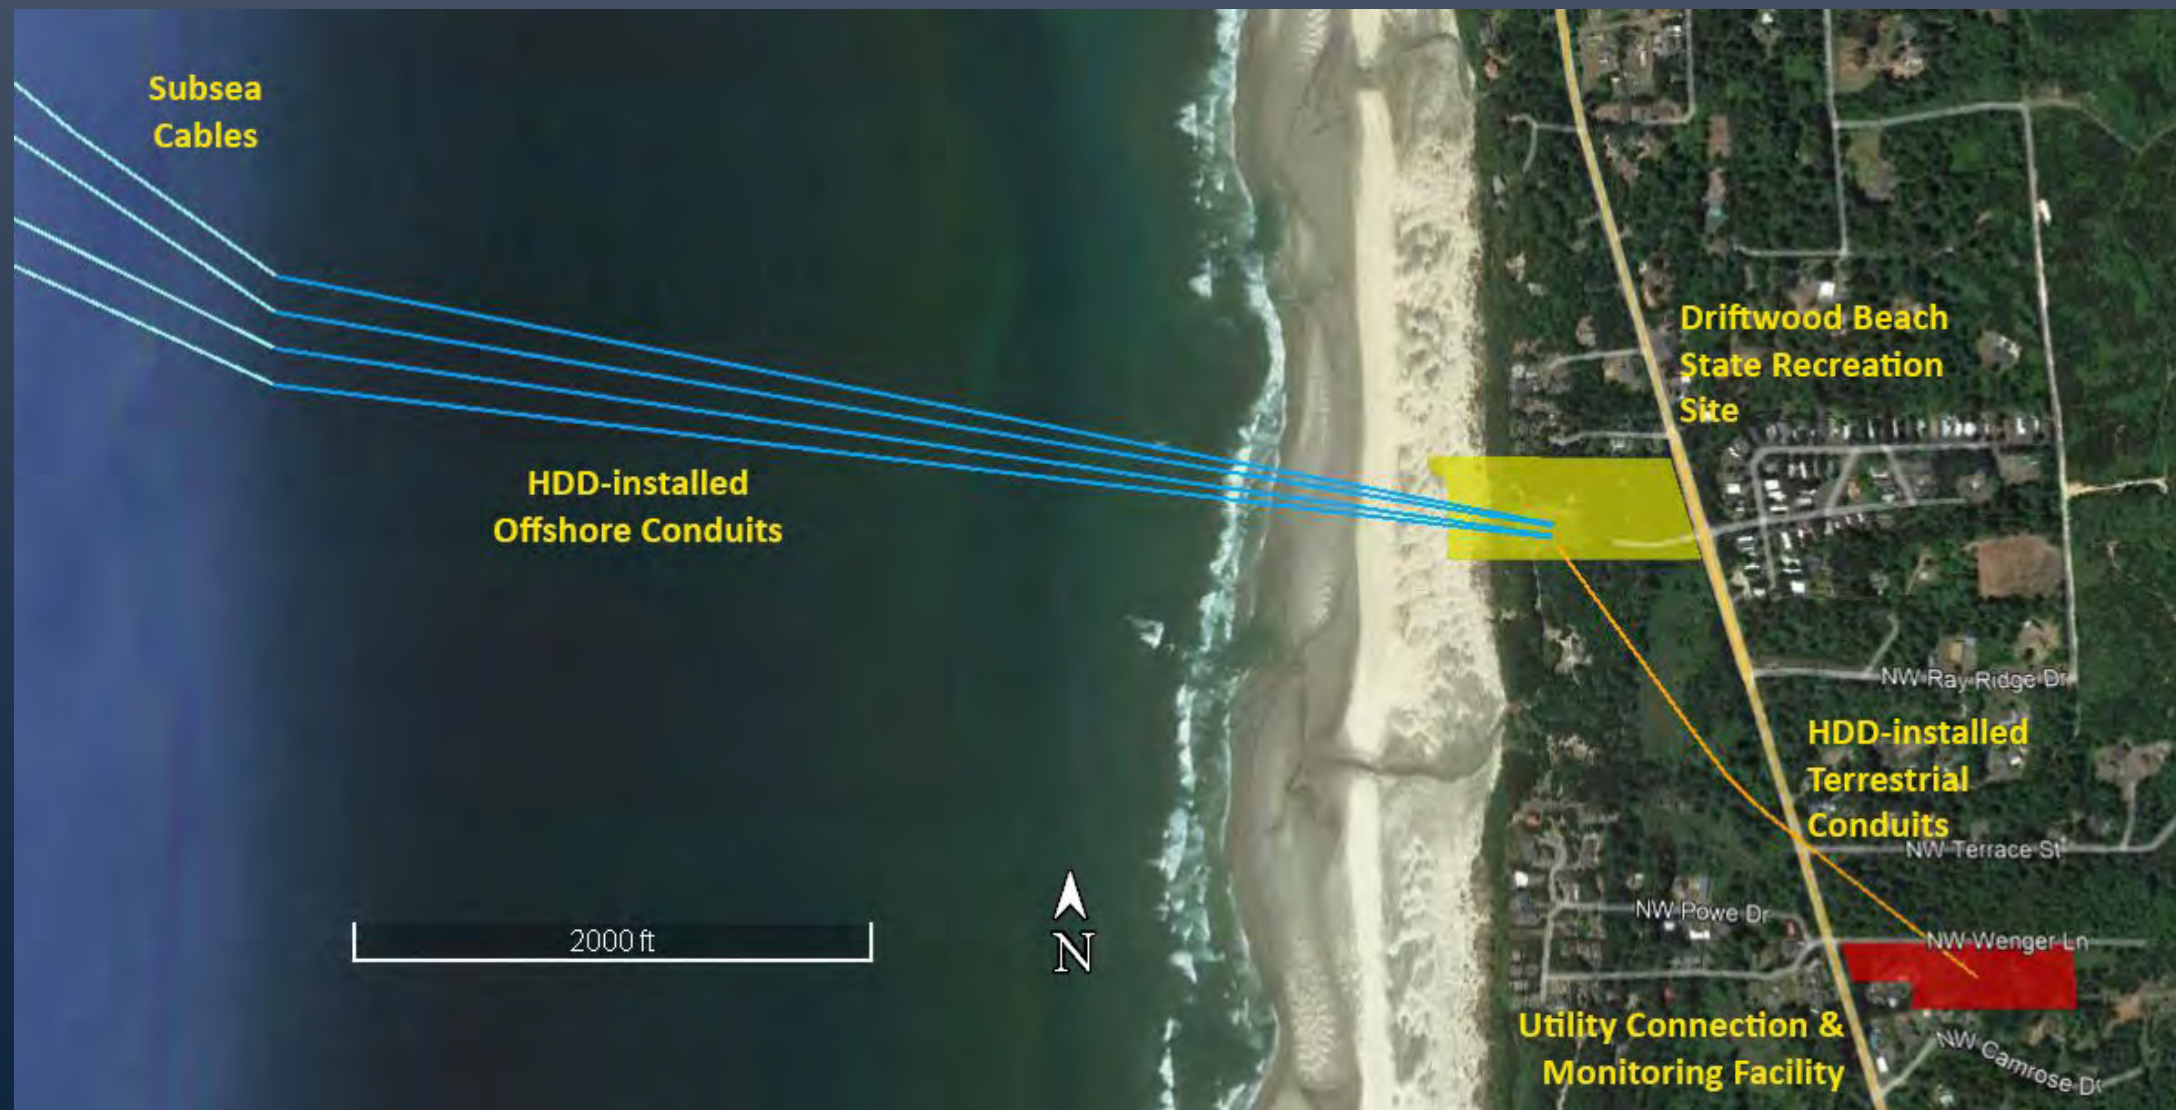 Subsea
Cables
Driftwood Beach
State Recreation
Site
HDD-installed
Offshore Conduits
NW Ray Ridge Dr
HDD-installed
Terrestrial
Conduits
NW Terrace St
NW Powe Dr
2000 ft
N
NW Wenger Ln
Utility Connection &
Monitoring Facility
NW Camrose Dr